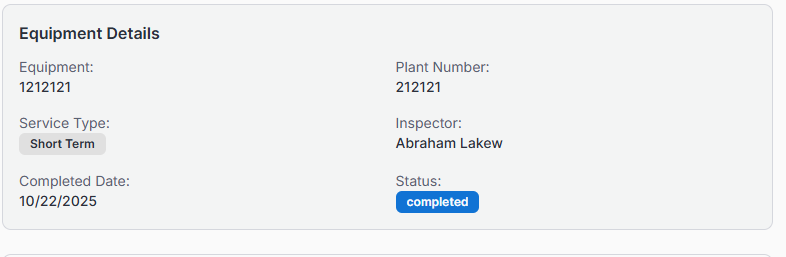 Equipment Details
Equipment:
1212121
Plant Number:
212121
Service Type:
Short Term
Inspector:
Abraham Lakew
Completed Date:
10/22/2025
Status:
completed